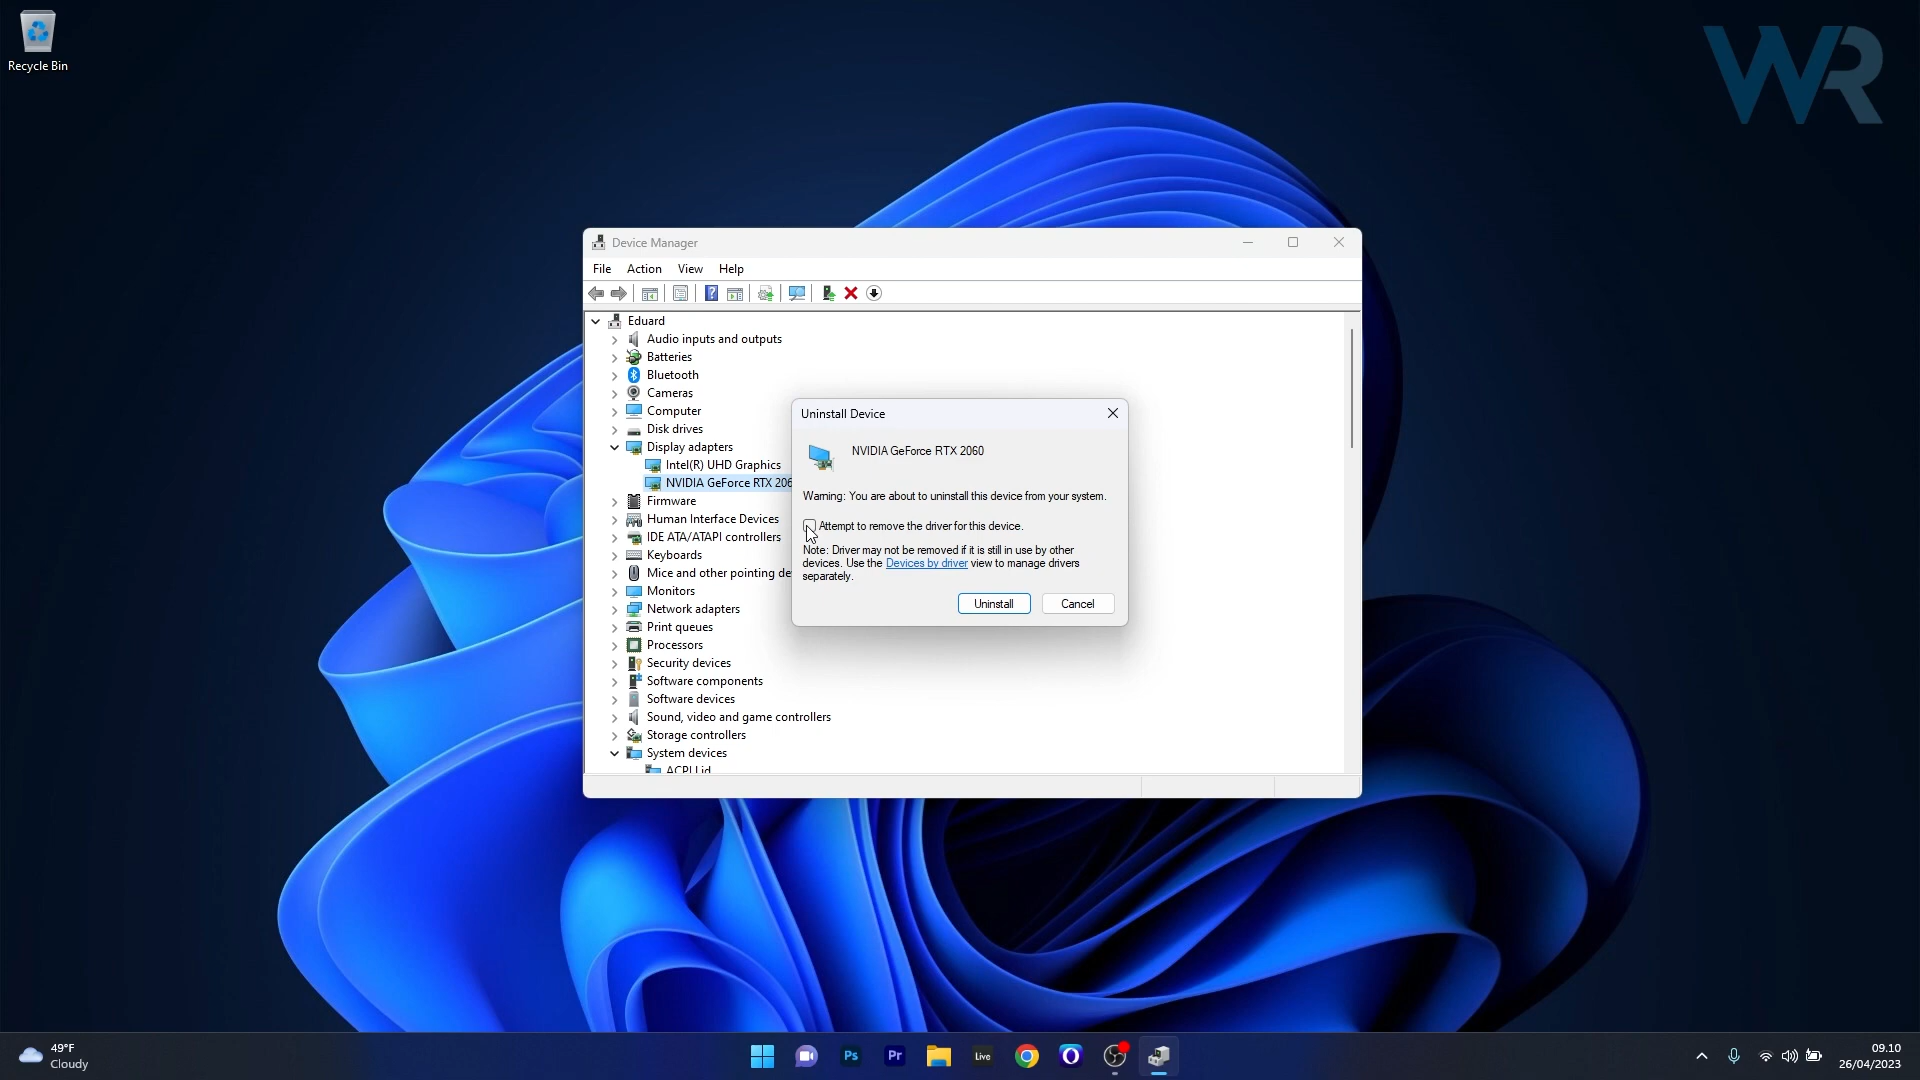 Recycle Bin
WR
Device Manager
File Action View Help
Eduard
Audio inputs and outputs
Batteries
Bluetooth
Cameras
Computer
Disk drives
Display adapters
Intel(R) UHD Graphics
NVIDIA GeForce RTX 206
Firmware
Human Interface Devices
IDE ATA/ATAPI controllers
Keyboards
Mice and other pointing de
Monitors
Network adapters
Print queues
Processors
Security devices
Software components
Software devices
Sound, video and game controllers
Storage controllers
System devices
ACPI Lid
Uninstall Device
NVIDIA GeForce RTX 2060
Warning: You are about to uninstall this device from your system.
Attempt to remove the driver for this device.
Note: Driver may not be removed if it is still in use by other
devices. Use the Devices by driver view to manage drivers
separately.
Uninstall Cancel
49°F
Cloudy
Ps
Pr
Live
09.10
26/04/2023